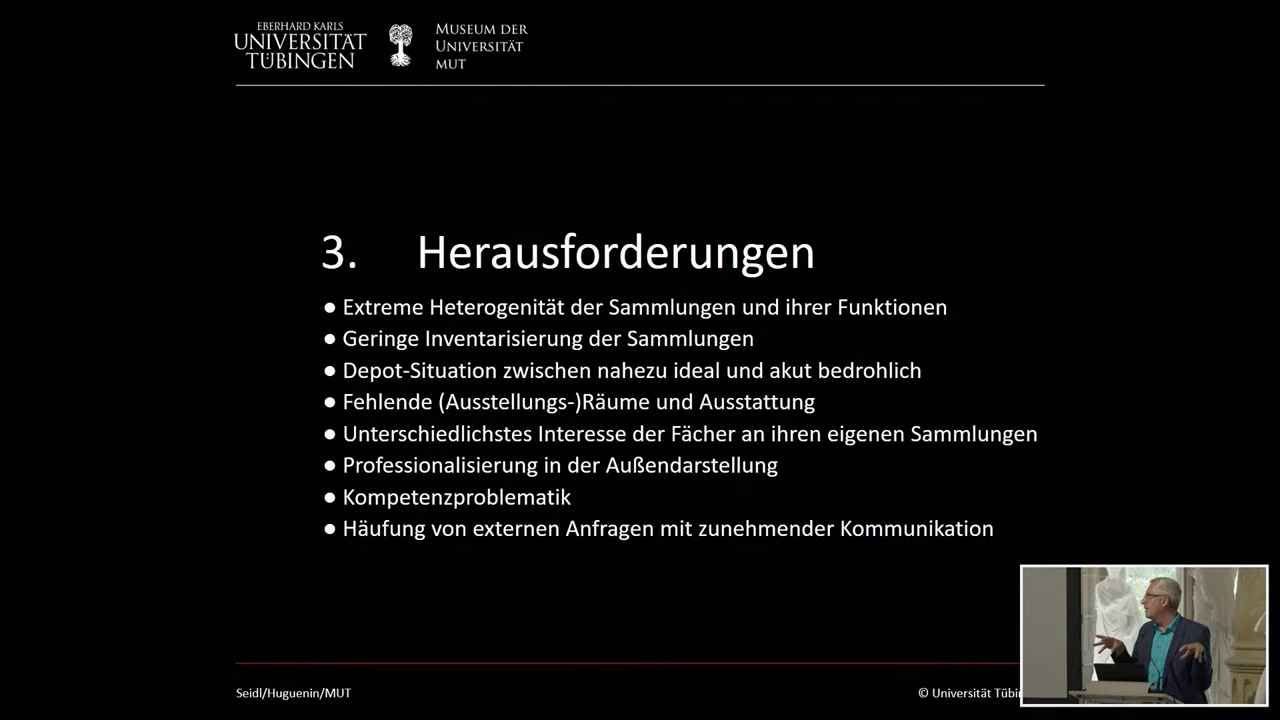 EBERHARD KARLS
UNIVERSITÄT
TÜBINGEN
MUSEUM DER
UNIVERSITÄT
MUT
3. Herausforderungen
● Extreme Heterogenität der Sammlungen und ihrer Funktionen
● Geringe Inventarisierung der Sammlungen
● Depot-Situation zwischen nahezu ideal und akut bedrohlich
● Fehlende (Ausstellungs-)Räume und Ausstattung
● Unterschiedlichstes Interesse der Fächer an ihren eigenen Sammlungen
● Professionalisierung in der Außendarstellung
● Kompetenzproblematik
● Häufung von externen Anfragen mit zunehmender Kommunikation
Seidl/Huguenin/MUT
© Universität